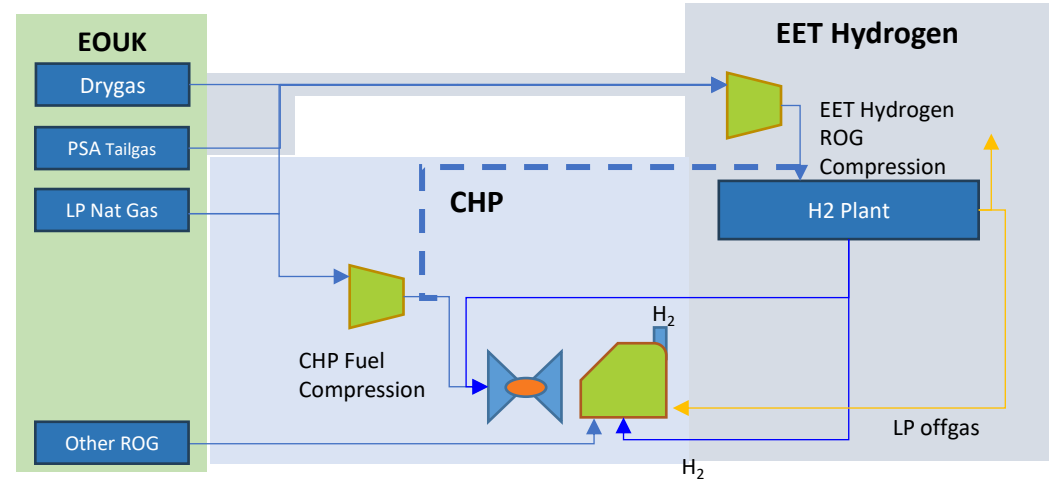 EOUK
EET Hydrogen
Drygas
PSA Tailgas
LP Nat Gas
EET Hydrogen
ROG
Compression
CHP
H2 Plant
H₂
CHP Fuel
Compression
Other ROG
LP offgas
H₂